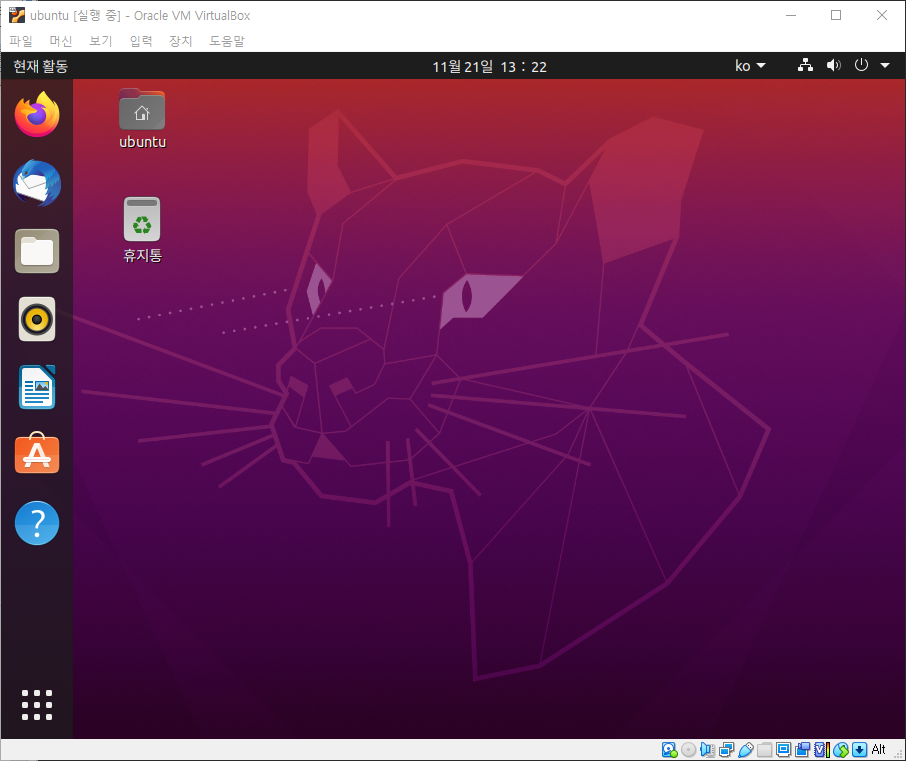 ubuntu [실행 중] - Oracle VM VirtualBox
파일 머신 보기 입력 장치 도움말
현재 활동 11월 21일 13 : 22 ko
ubuntu
휴지통
Alt